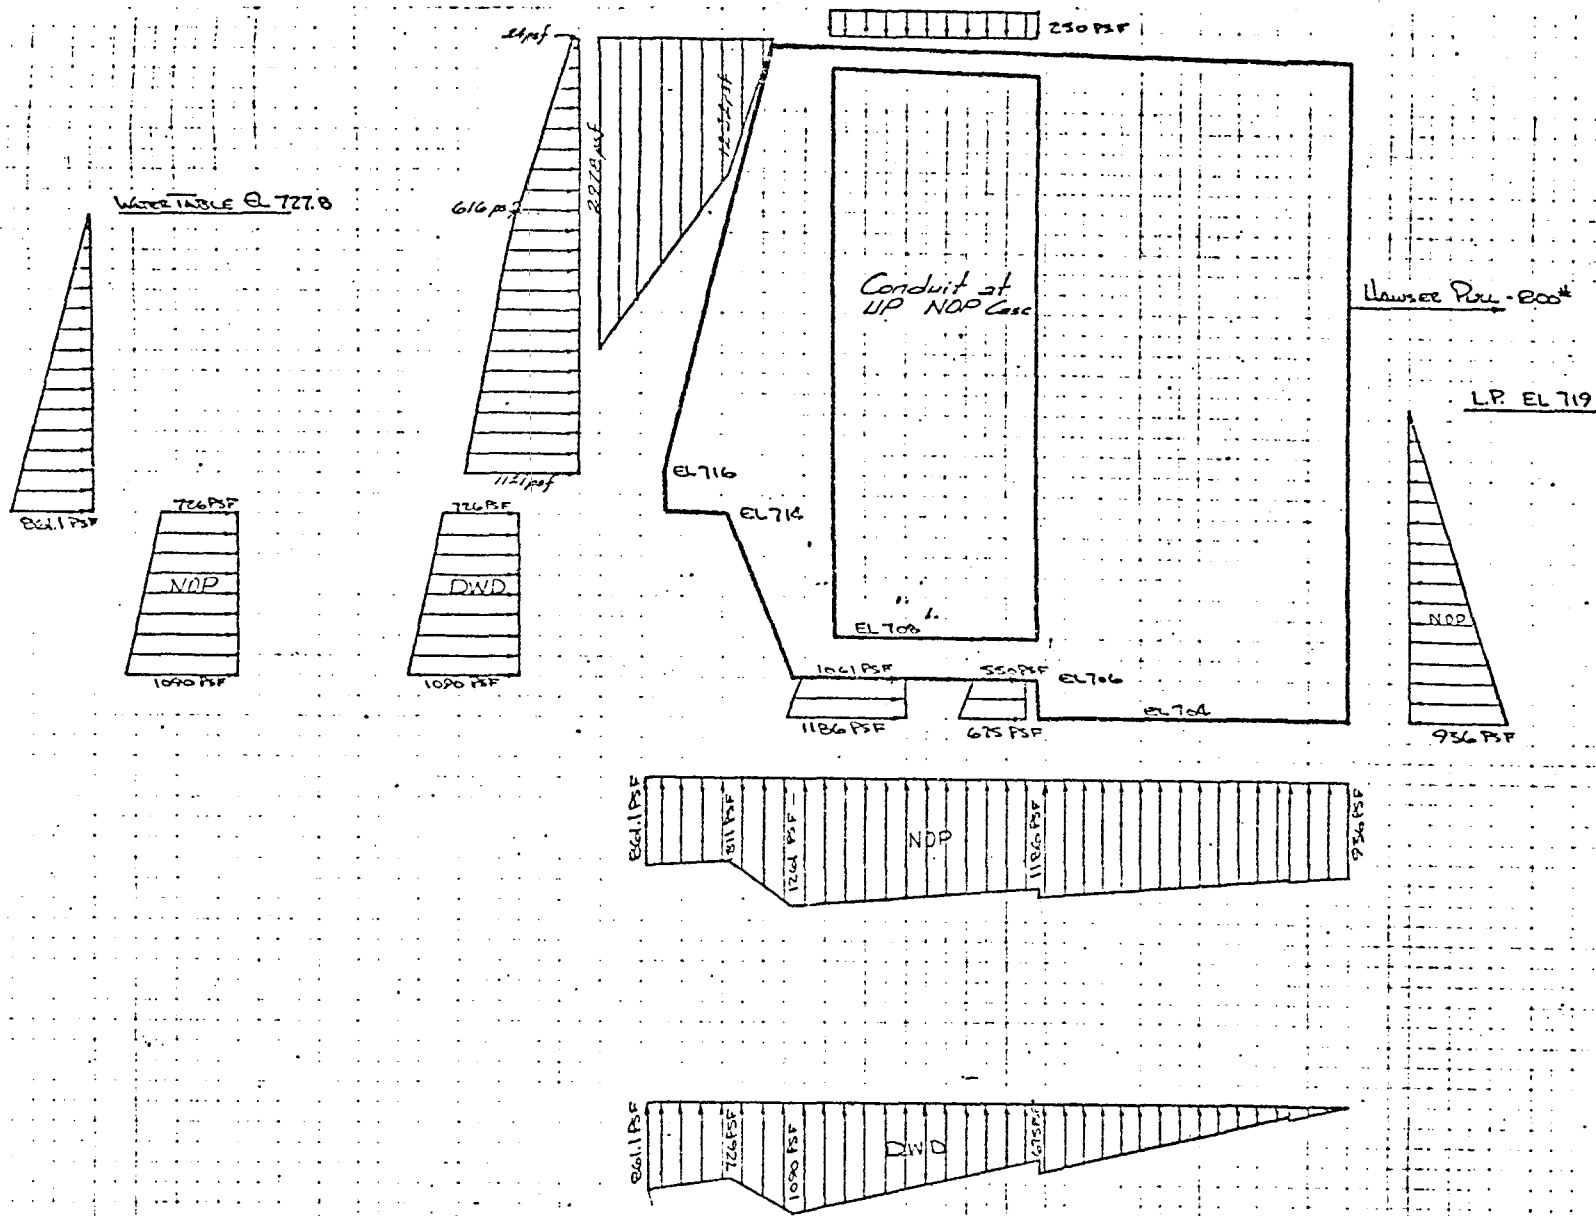 24 psf
230 PSF
2278 psf
WATER TABLE EL 727.8
616 psf
Conduit at
UP NOP Case
HAWSER PULL - 800#
L.P. EL 719
EL 716
1121 psf
861.1 PSF
726 PSF
726 PSF
EL 714
NOP
DWD
NOP
EL 708
1090 PSF
1090 PSF
1061 PSF
550 PSF
EL 706
EL 704
1186 PSF
675 PSF
936 PSF
861.1 PSF
811 PSF
1261 PSF
NOP
1186 PSF
936 PSF
861.1 PSF
726 PSF
1090 PSF
DWD
675 PSF